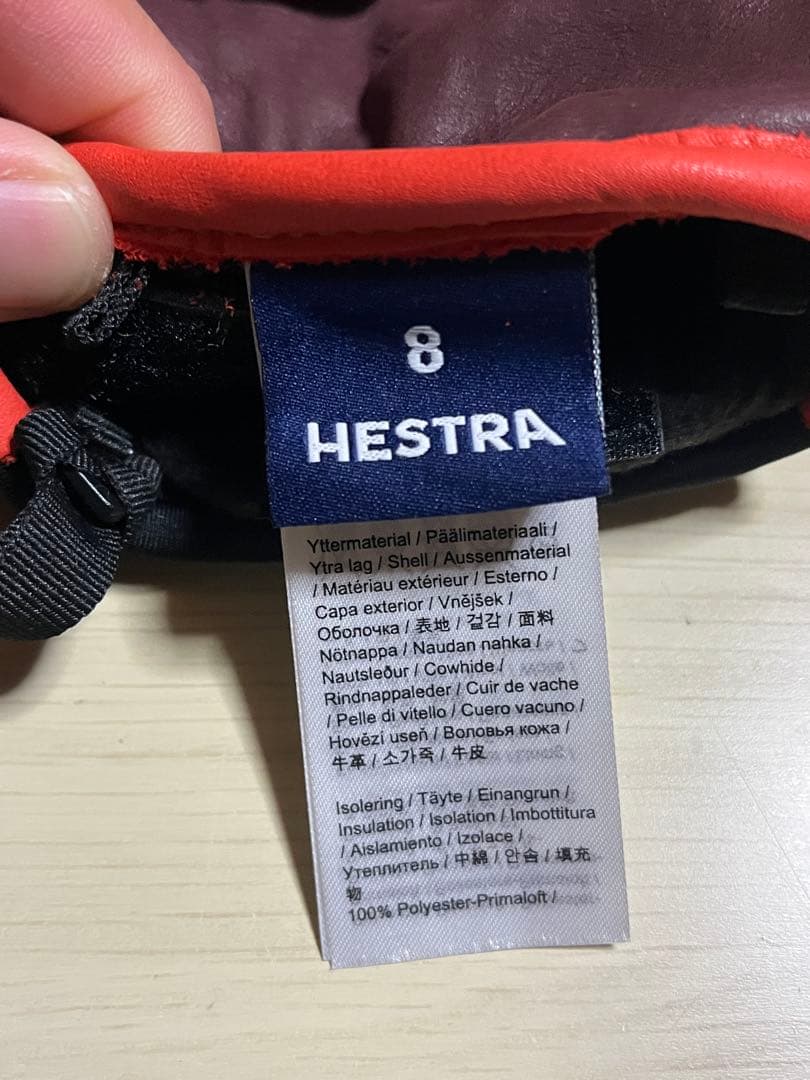 8
HESTRA
Yttermaterial / Päälimateriaali /
Ytra lag / Shell / Aussenmaterial
/ Matériau extérieur / Esterno /
Capa exterior / Vnějšek /
Оболочка / 表地 / 겉감 / 面料
Nötnappa / Naudan nahka /
Nautsleður / Cowhide /
Rindnappaleder / Cuir de vache
/ Pelle di vitello / Cuero vacuno /
Hovězí useň / Воловья кожа /
牛革 / 소가죽 / 牛皮
Isolering / Täyte / Einangrun /
Insulation / Isolation / Imbottitura
/ Aislamiento / Izolace /
Утеплитель / 中綿 / 안솜 / 填充
物
100% Polyester-Primaloft /